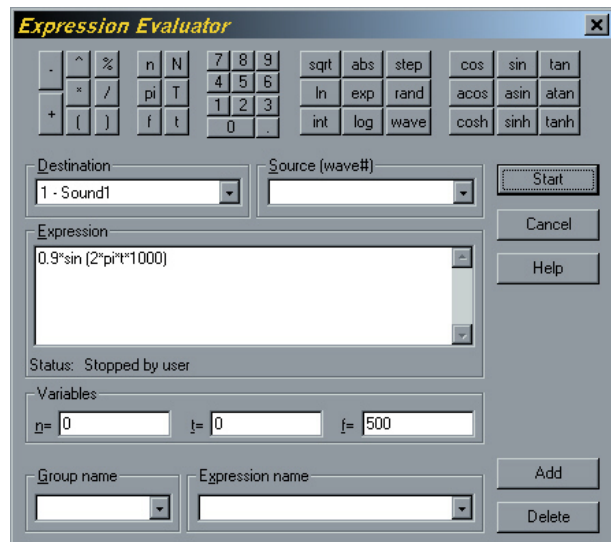 Expression Evaluator
- ^ % n N 7 8 9 sqrt abs step cos sin tan
4 5 6
* / pi T ln exp rand acos asin atan
1 2 3
+ ( ) f t 0 . int log wave cosh sinh tanh
Destination Source (wave#)
1 - Sound1 Start
Expression Cancel
0.9*sin (2*pi*t*1000)
Help
Status: Stopped by user
Variables
n= 0 t= 0 f= 500
Group name Expression name Add
Delete